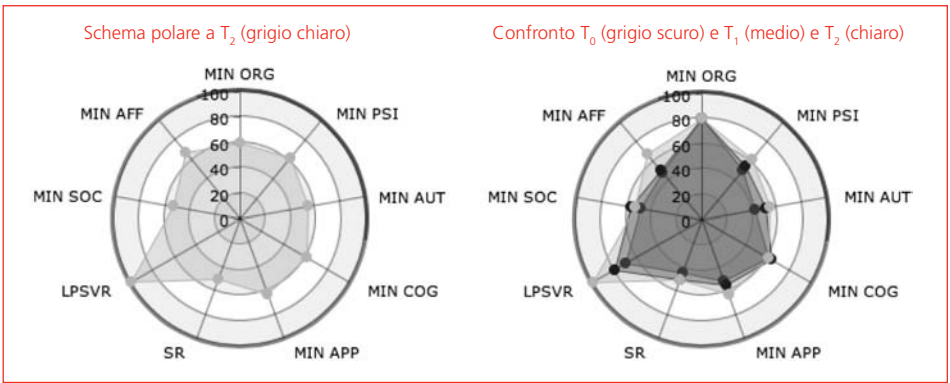 Schema polare a T2 (grigio chiaro)
MIN ORG
100
MIN AFF
MIN PSI
80
60
40
MIN SOC
MIN AUT
20
0
LPSVR
MIN COG
SR
MIN APP
Confronto T0 (grigio scuro) e T1 (medio) e T2 (chiaro)
MIN ORG
100
MIN AFF
MIN PSI
80
60
40
MIN SOC
MIN AUT
20
0
LPSVR
MIN COG
SR
MIN APP